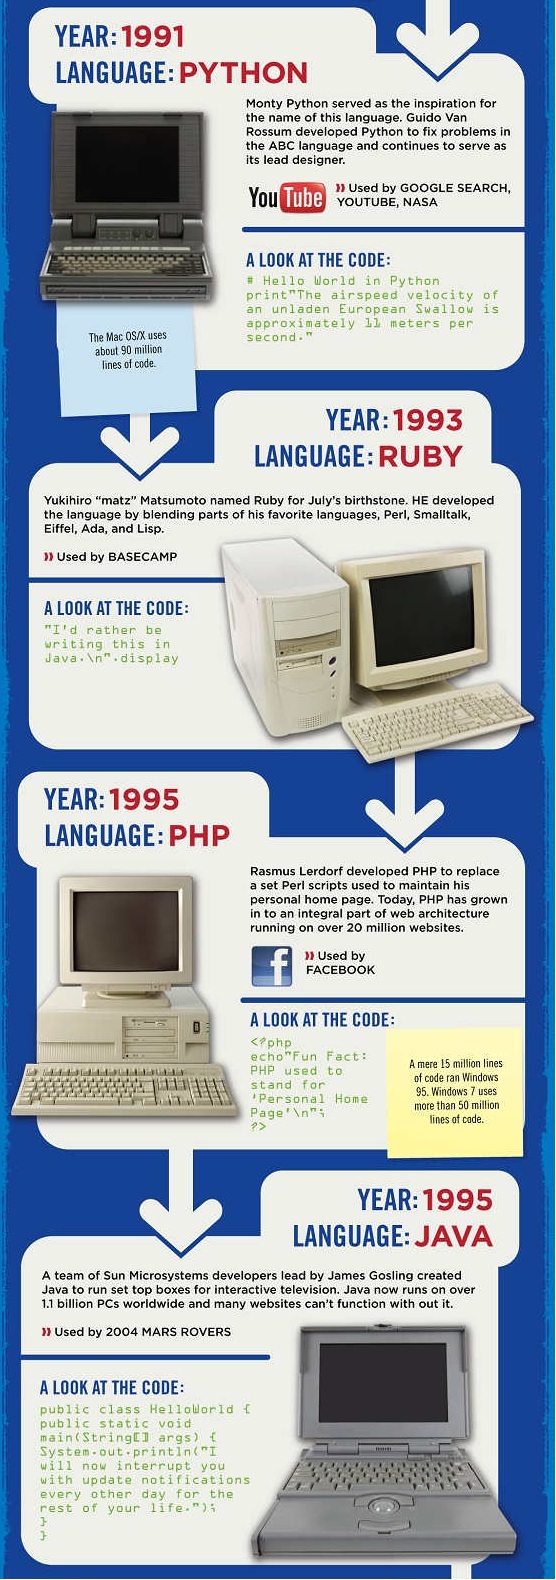 YEAR: 1991
LANGUAGE: PYTHON
Monty Python served as the inspiration for
the name of this language. Guido Van
Rossum developed Python to fix problems in
the ABC language and continues to serve as
its lead designer.
YouTube
Used by GOOGLE SEARCH,
YOUTUBE, NASA
A LOOK AT THE CODE:
# Hello World in Python
print"The airspeed velocity of
an unladen European Swallow is
approximately 11 meters per
second."
The Mac OS/X uses
about 90 million
lines of code.
YEAR: 1993
LANGUAGE: RUBY
Yukihiro “matz” Matsumoto named Ruby for July's birthstone. HE developed
the language by blending parts of his favorite languages, Perl, Smalltalk,
Eiffel, Ada, and Lisp.
Used by BASECAMP
A LOOK AT THE CODE:
"I'd rather be
writing this in
Java.\n".display
YEAR: 1995
LANGUAGE: PHP
Rasmus Lerdorf developed PHP to replace
a set Perl scripts used to maintain his
personal home page. Today, PHP has grown
in to an integral part of web architecture
running on over 20 million websites.
f
Used by
FACEBOOK
A LOOK AT THE CODE:
<?php
echo"Fun Fact:
PHP used to
stand for
'Personal Home
Page'\n";
?>
A mere 15 million lines
of code ran Windows
95. Windows 7 uses
more than 50 million
lines of code.
YEAR: 1995
LANGUAGE: JAVA
A team of Sun Microsystems developers lead by James Gosling created
Java to run set top boxes for interactive television. Java now runs on over
1.1 billion PCs worldwide and many websites can't function with out it.
Used by 2004 MARS ROVERS
A LOOK AT THE CODE:
public class HelloWorld {
public static void
main(String[] args) {
System.out.println("I
will now interrupt you
with update notifications
every other day for the
rest of your life.");
}
}